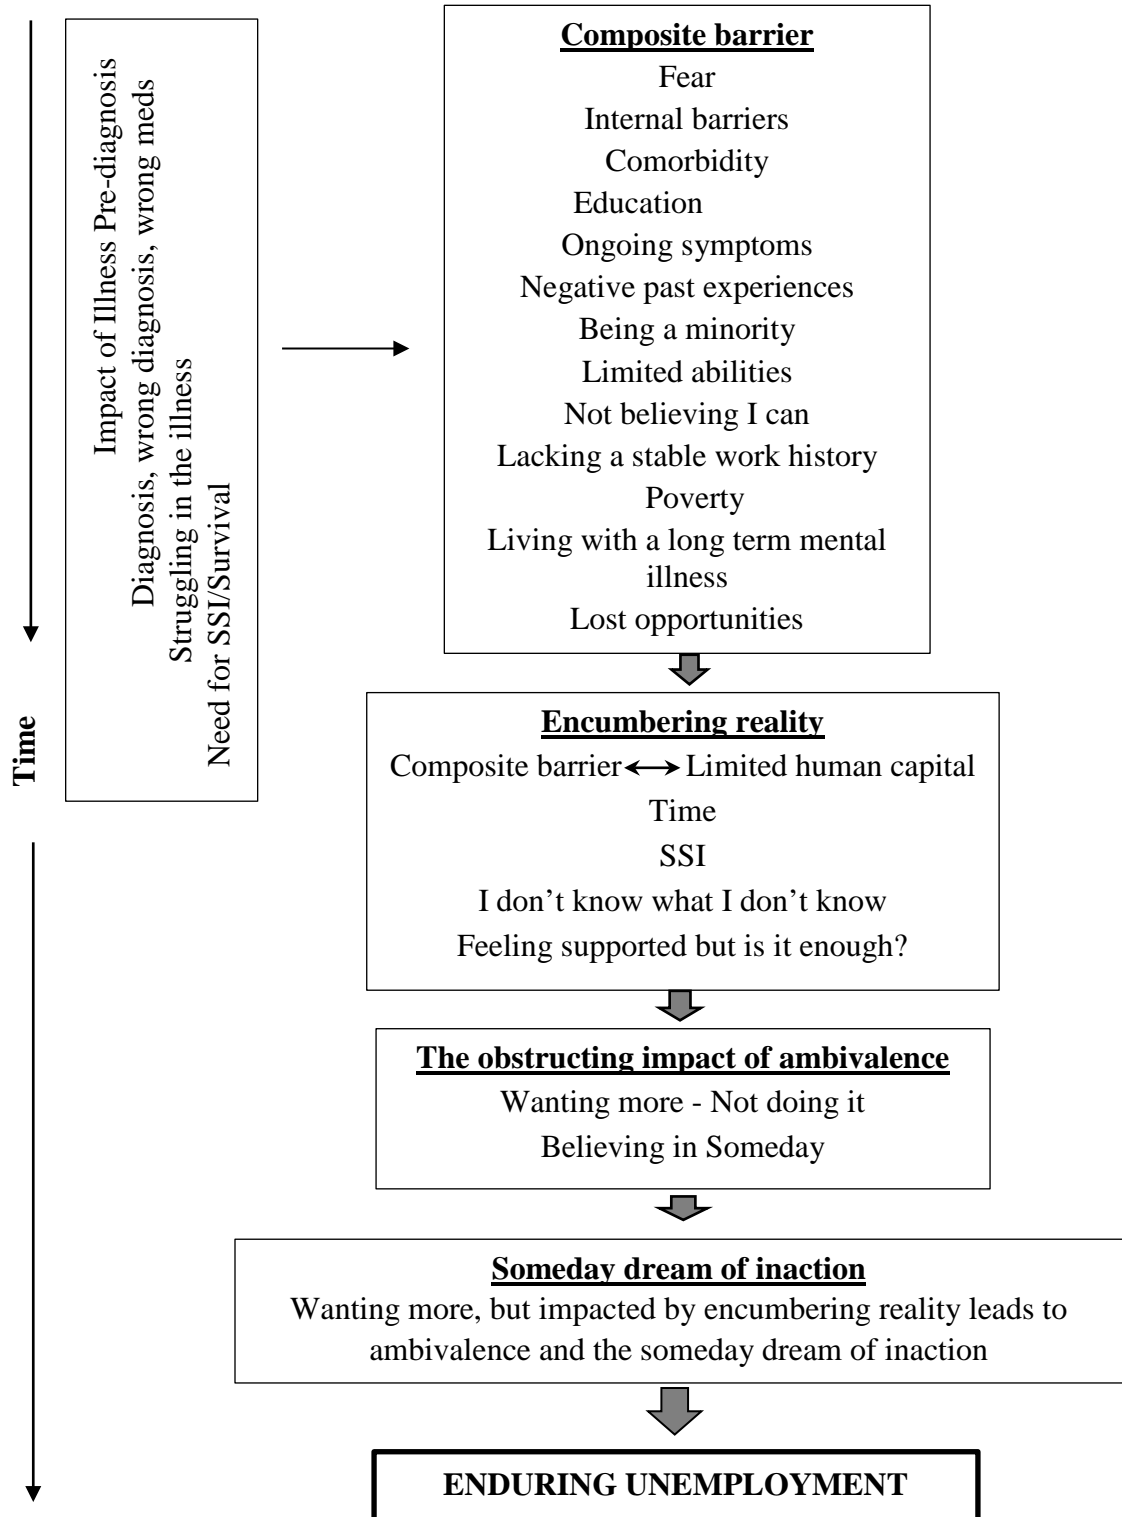 Time
Impact of Illness Pre-diagnosis
Diagnosis, wrong diagnosis, wrong meds
Struggling in the illness
Need for SSI/Survival
Composite barrier
Fear
Internal barriers
Comorbidity
Education
Ongoing symptoms
Negative past experiences
Being a minority
Limited abilities
Not believing I can
Lacking a stable work history
Poverty
Living with a long term mental
illness
Lost opportunities
Encumbering reality
Composite barrier Limited human capital
Time
SSI
I don’t know what I don’t know
Feeling supported but is it enough?
The obstructing impact of ambivalence
Wanting more - Not doing it
Believing in Someday
Someday dream of inaction
Wanting more, but impacted by encumbering reality leads to
ambivalence and the someday dream of inaction
ENDURING UNEMPLOYMENT